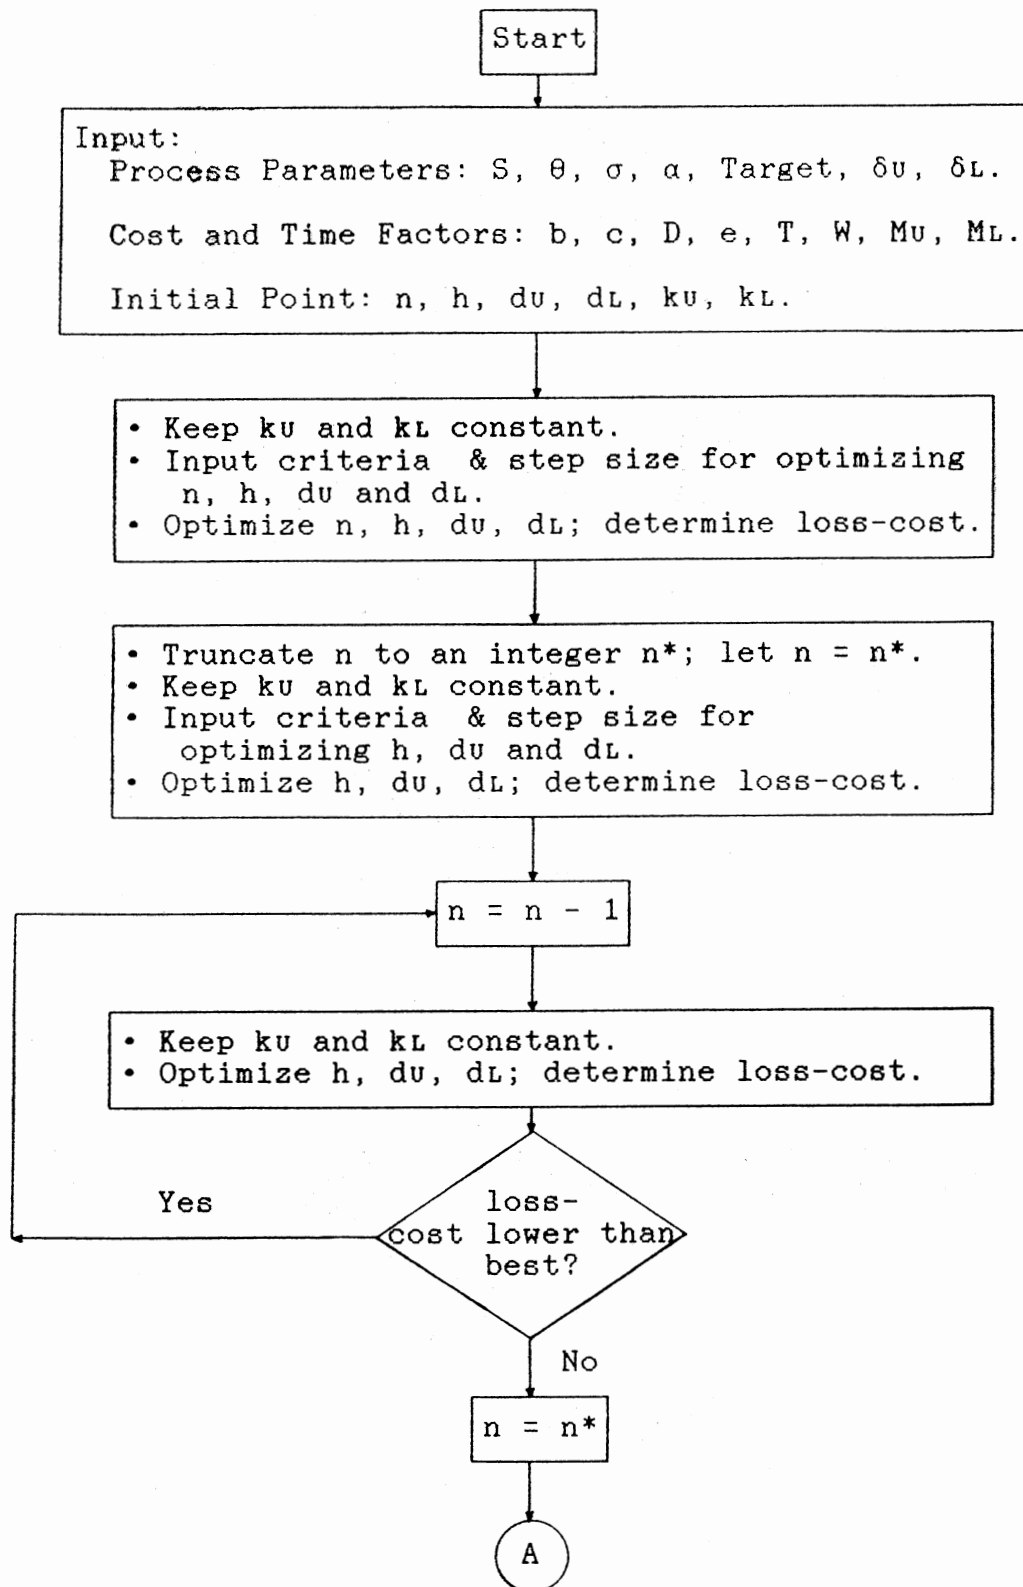 Start
Input:
Process Parameters: S, θ, σ, α, Target, δU, δL.
Cost and Time Factors: b, c, D, e, T, W, MU, ML.
Initial Point: n, h, dU, dL, kU, kL.
• Keep kU and kL constant.
• Input criteria & step size for optimizing
n, h, dU and dL.
• Optimize n, h, dU, dL; determine loss-cost.
• Truncate n to an integer n*; let n = n*.
• Keep kU and kL constant.
• Input criteria & step size for
optimizing h, dU and dL.
• Optimize h, dU, dL; determine loss-cost.
n = n - 1
• Keep kU and kL constant.
• Optimize h, dU, dL; determine loss-cost.
Yes
loss-
cost lower than
best?
No
n = n*
A